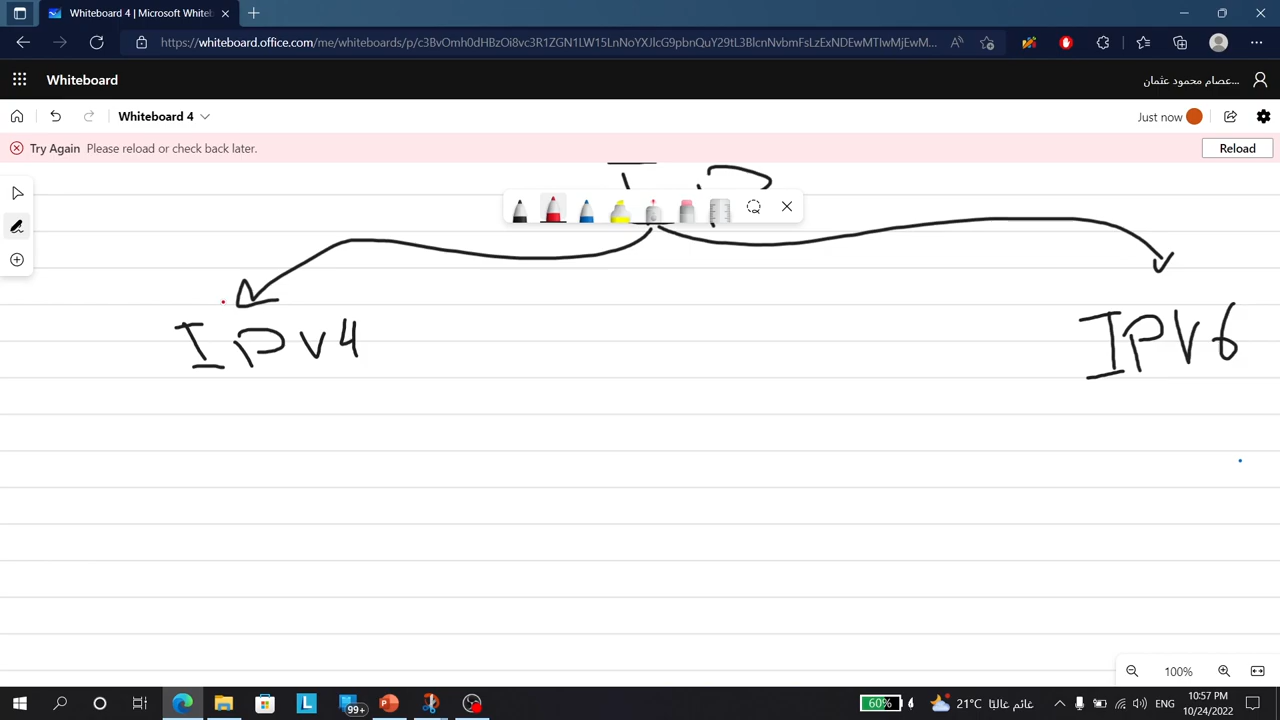 Whiteboard 4 | Microsoft Whiteb
https://whiteboard.office.com/me/whiteboards/p/c3BvOmh0dHBzOi8vc3R1ZGN1LW15LnNoYXJlcG9pbnQuY29tL3BlcnNvbmFsLzExNDEwMTIwMjEwM...
Whiteboard
عصام محمود عثمان...
Whiteboard 4
Just now
Try Again Please reload or check back later.
Reload
IP
IPv4
IPV6
100%
L
99+
60%
21°C غائم غالبًا
ENG
10:57 PM
10/24/2022